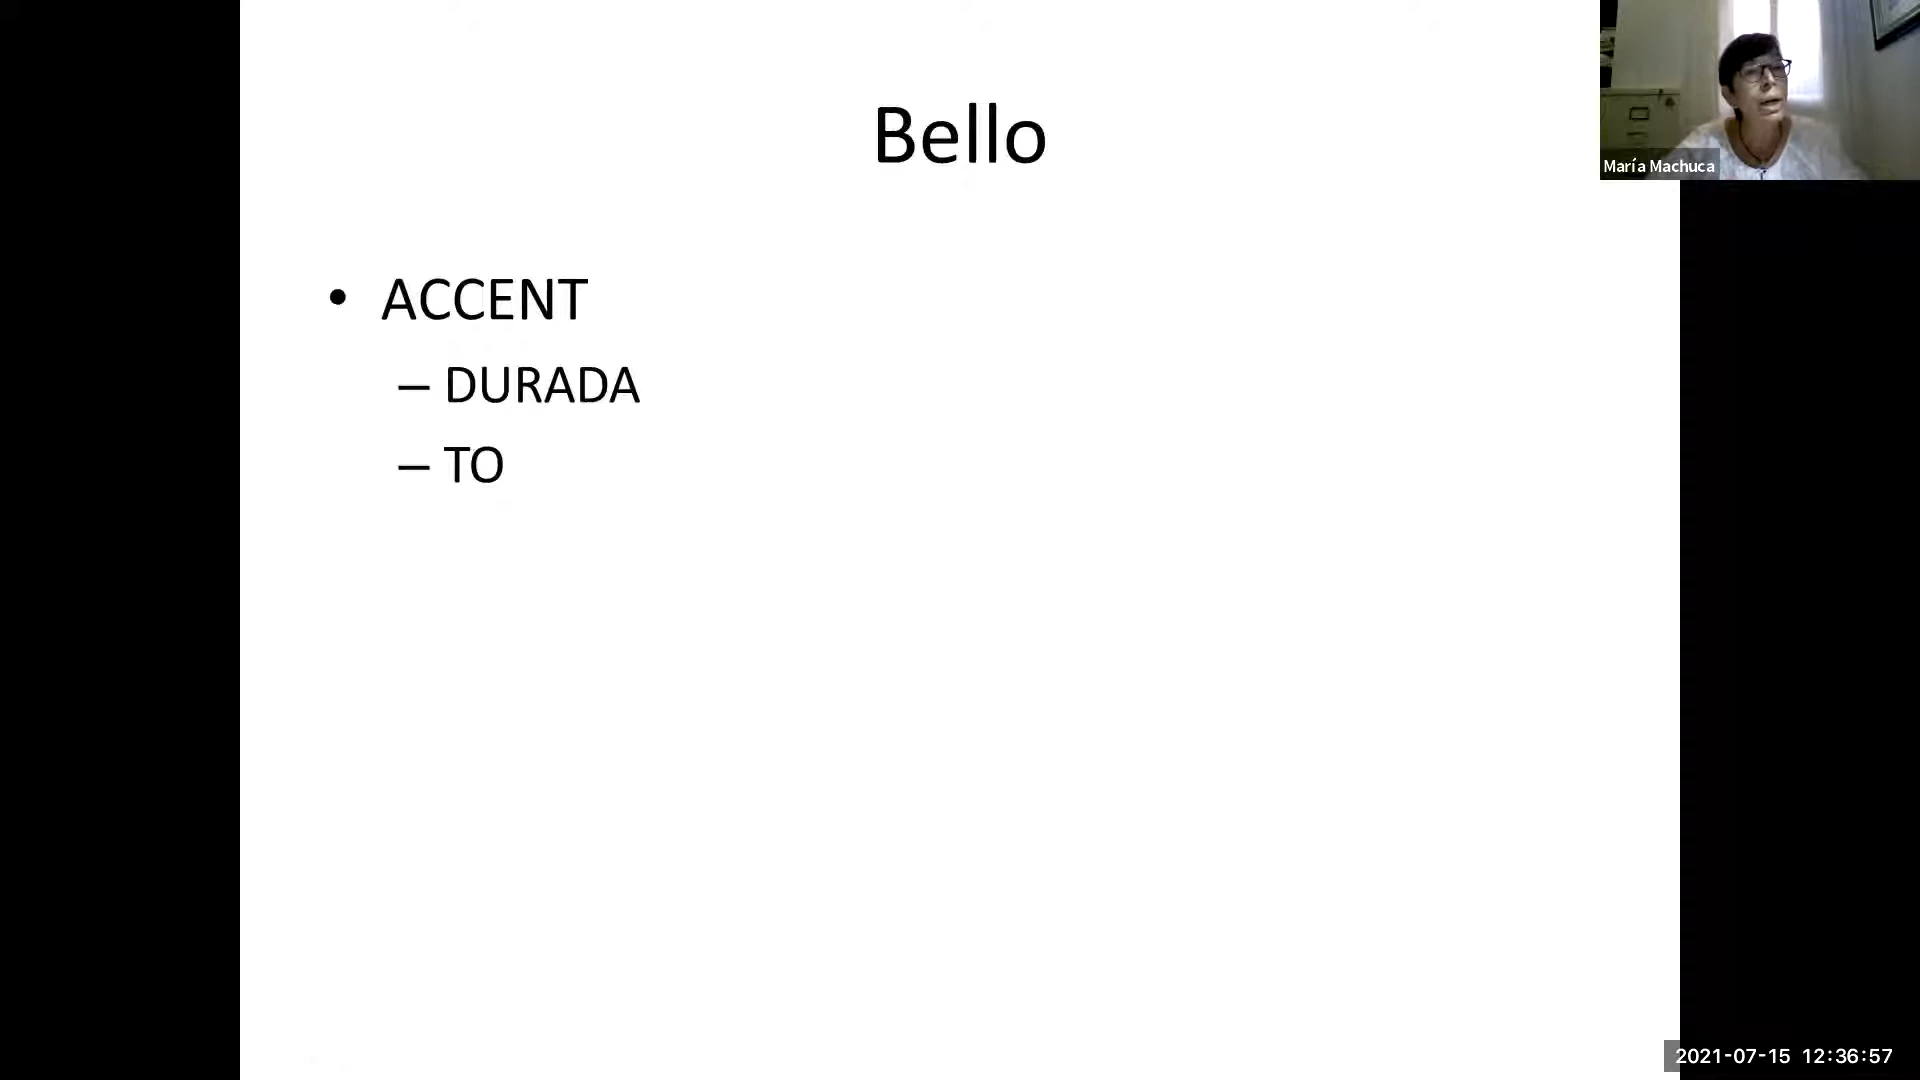 Bello
María Machuca
• ACCENT
– DURADA
– TO
2021-07-15 12:36:57